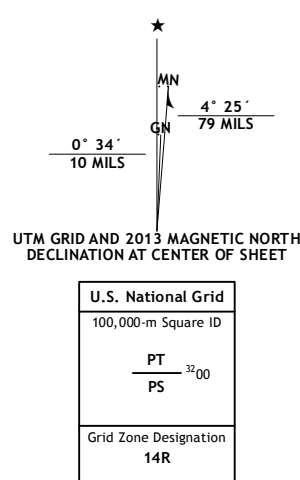 ★
MN
4° 25´
79 MILS
GN
0° 34´
10 MILS
UTM GRID AND 2013 MAGNETIC NORTH
DECLINATION AT CENTER OF SHEET
U.S. National Grid
100,000-m Square ID
PT
3200
PS
Grid Zone Designation
14R